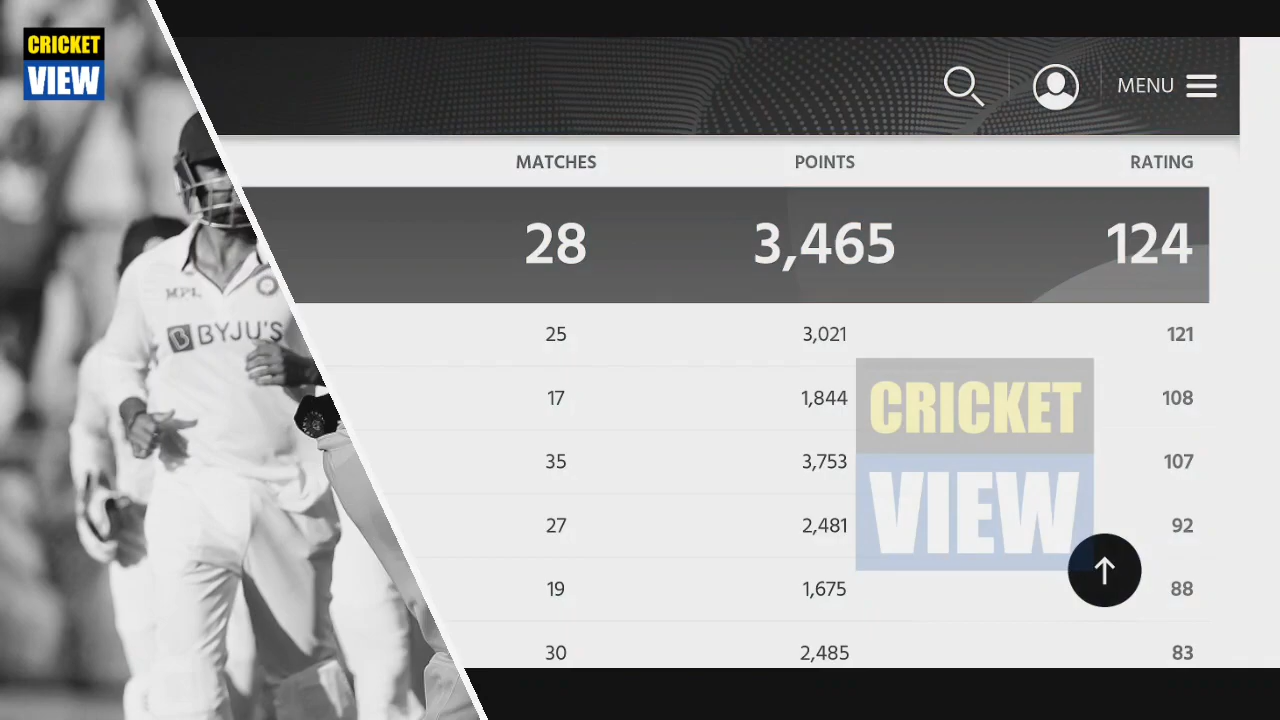 CRICKET
VIEW
MENU
MATCHES POINTS RATING
28 3,465 124
25 3,021 121
17 1,844 108
35 3,753 107
27 2,481 92
19 1,675 88
30 2,485 83
MPL
BYJU'S
CRICKET
VIEW